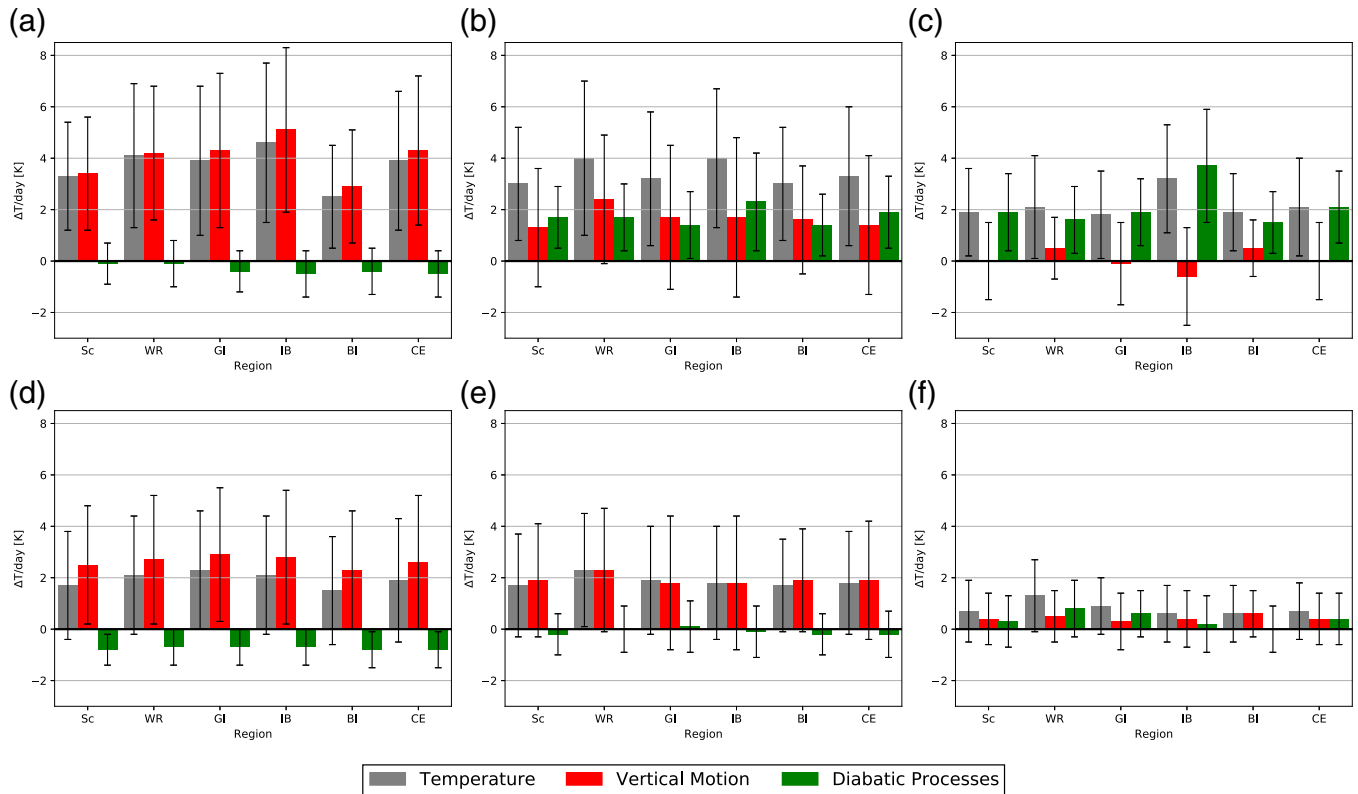 (a)
(b)
(c)
ΔT/day [K]
8
6
4
2
0
−2
Sc WR GI IB BI CE
Region
ΔT/day [K]
8
6
4
2
0
−2
Sc WR GI IB BI CE
Region
ΔT/day [K]
8
6
4
2
0
−2
Sc WR GI IB BI CE
Region
(d)
(e)
(f)
ΔT/day [K]
8
6
4
2
0
−2
Sc WR GI IB BI CE
Region
ΔT/day [K]
8
6
4
2
0
−2
Sc WR GI IB BI CE
Region
ΔT/day [K]
8
6
4
2
0
−2
Sc WR GI IB BI CE
Region
Temperature Vertical Motion Diabatic Processes